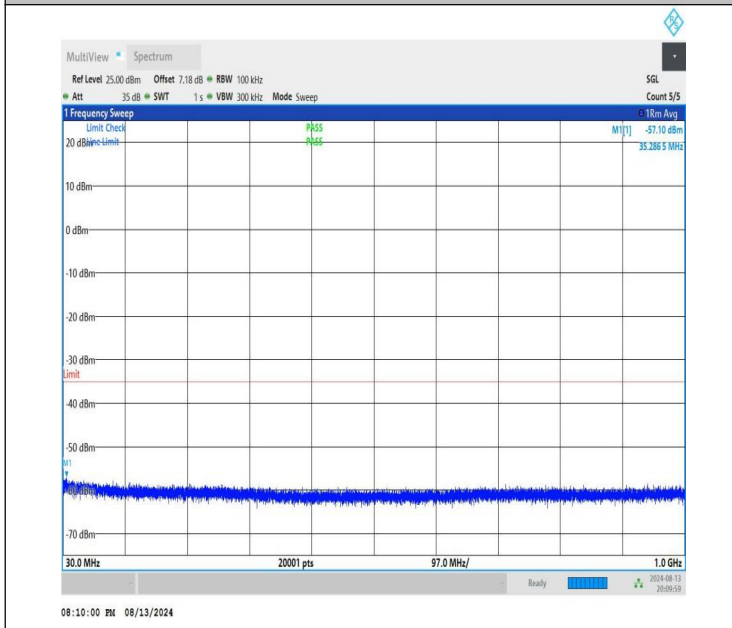 MultiView Spectrum
Ref Level 25.00 dBm Offset 7.18 dB RBW 100 kHz SGL
Att 35 dB SWT 1 s VBW 300 kHz Mode Sweep Count 5/5
1 Frequency Sweep 1Rm Avg
Limit Check PASS M1[1] -57.10 dBm
20 dBm Line Limit PASS 35.286 5 MHz
10 dBm
0 dBm
-10 dBm
-20 dBm
-30 dBm
Limit
-40 dBm
-50 dBm
M1
-60 dBm
-70 dBm
30.0 MHz 20001 pts 97.0 MHz/ 1.0 GHz
Ready 2024-08-13
20:09:59
08:10:00 PM 08/13/2024